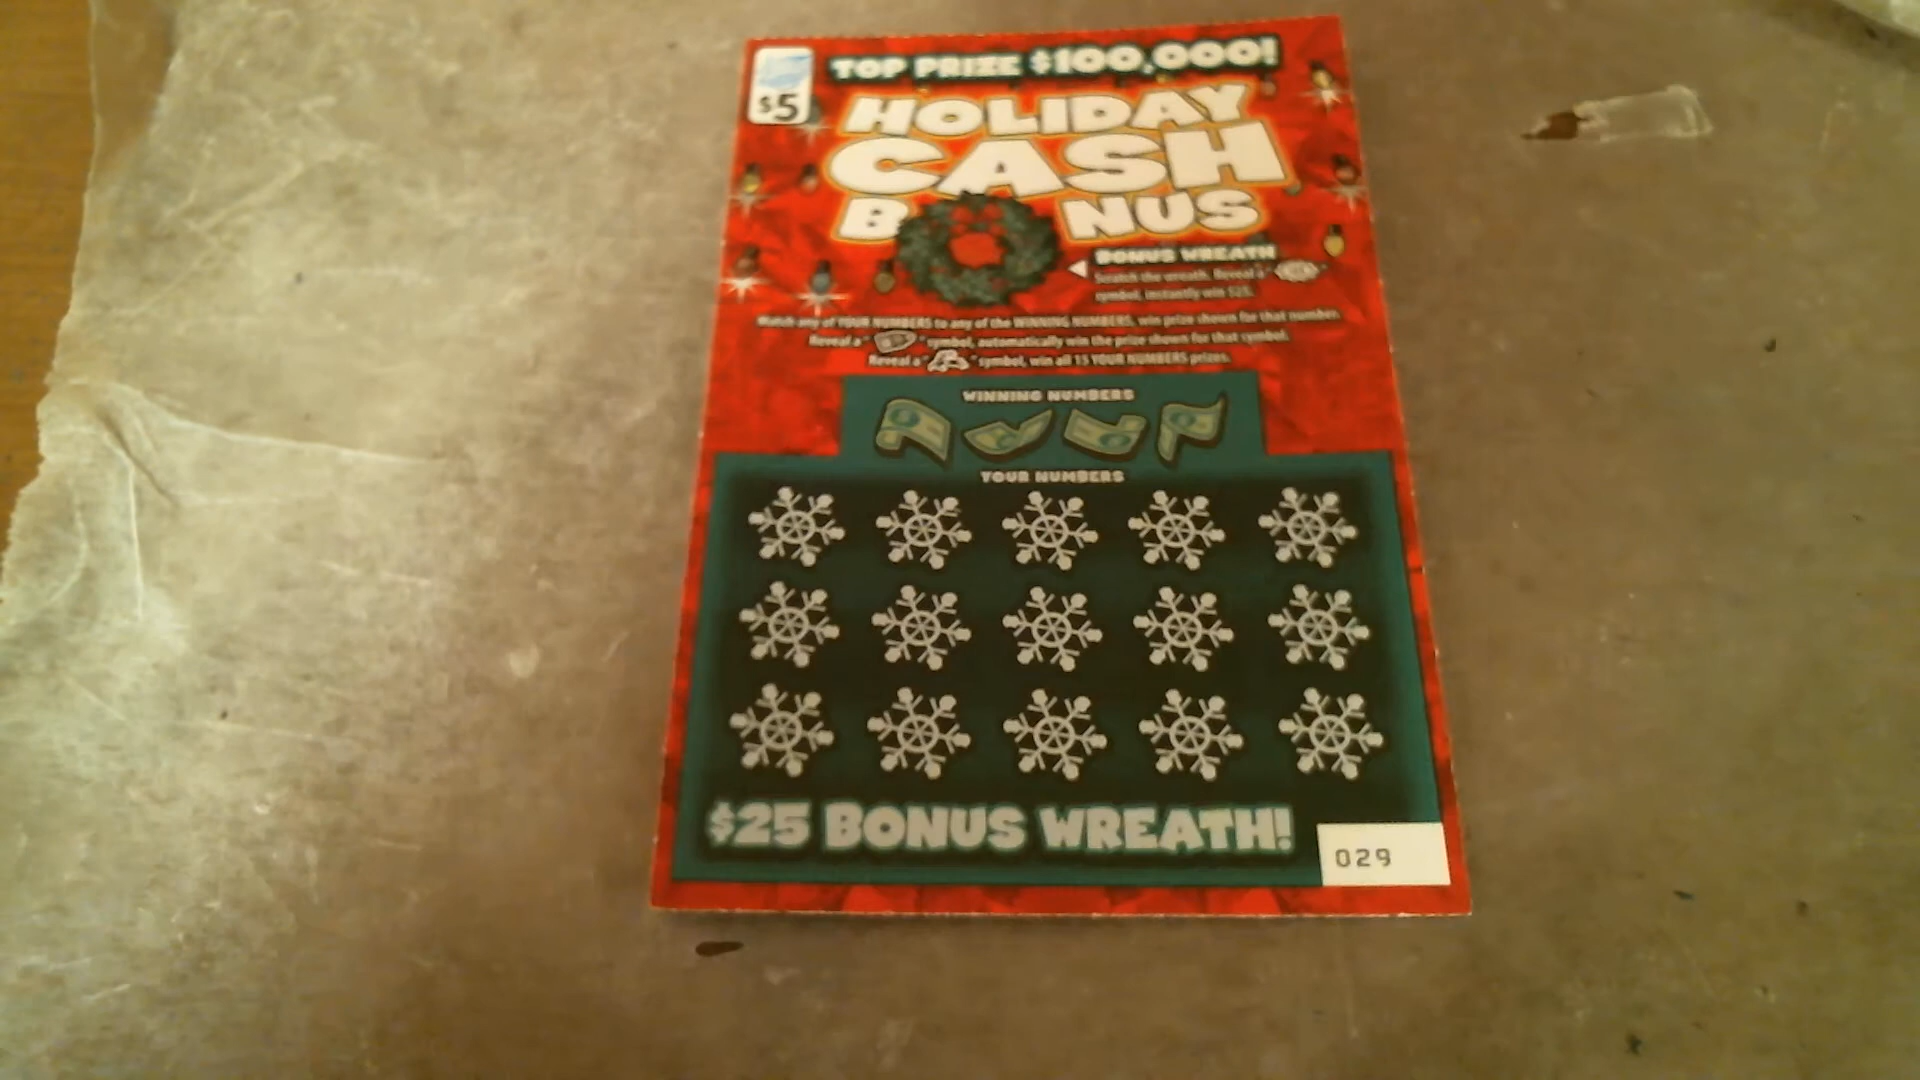 TOP PRIZE $100,000!
$5
HOLIDAY
CASH
B NUS
BONUS WREATH
Scratch the wreath. Reveal a " "
symbol, instantly win $25.
Match any of YOUR NUMBERS to any of the WINNING NUMBERS, win prize shown for that number.
Reveal a " " symbol, automatically win the prize shown for that symbol.
Reveal a " " symbol, win all 15 YOUR NUMBERS prizes.
WINNING NUMBERS
YOUR NUMBERS
$25 BONUS WREATH!
029